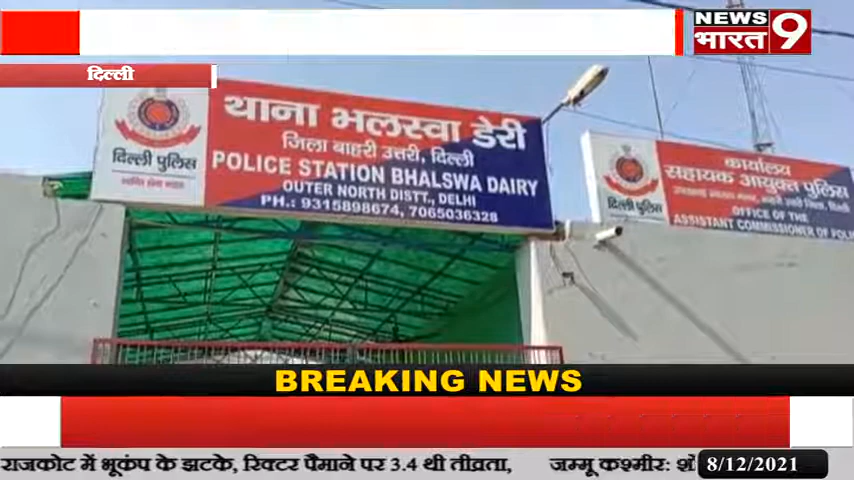 NEWS
भारत 9
दिल्ली
थाना भलस्वा डेरी
जिला बाहरी उत्तरी, दिल्ली
POLICE STATION BHALSWA DAIRY
OUTER NORTH DISTT., DELHI
PH.: 9315898674, 7065036328
दिल्ली पुलिस
कार्यालय
सहायक आयुक्त पुलिस
दिल्ली पुलिस
OFFICE OF THE
ASSISTANT COMMISSIONER OF
BREAKING NEWS
राजकोट में भूकंप के झटके, रिक्टर पैमाने पर 3.4 थी तीव्रता, जम्मू कश्मीर:
8/12/2021